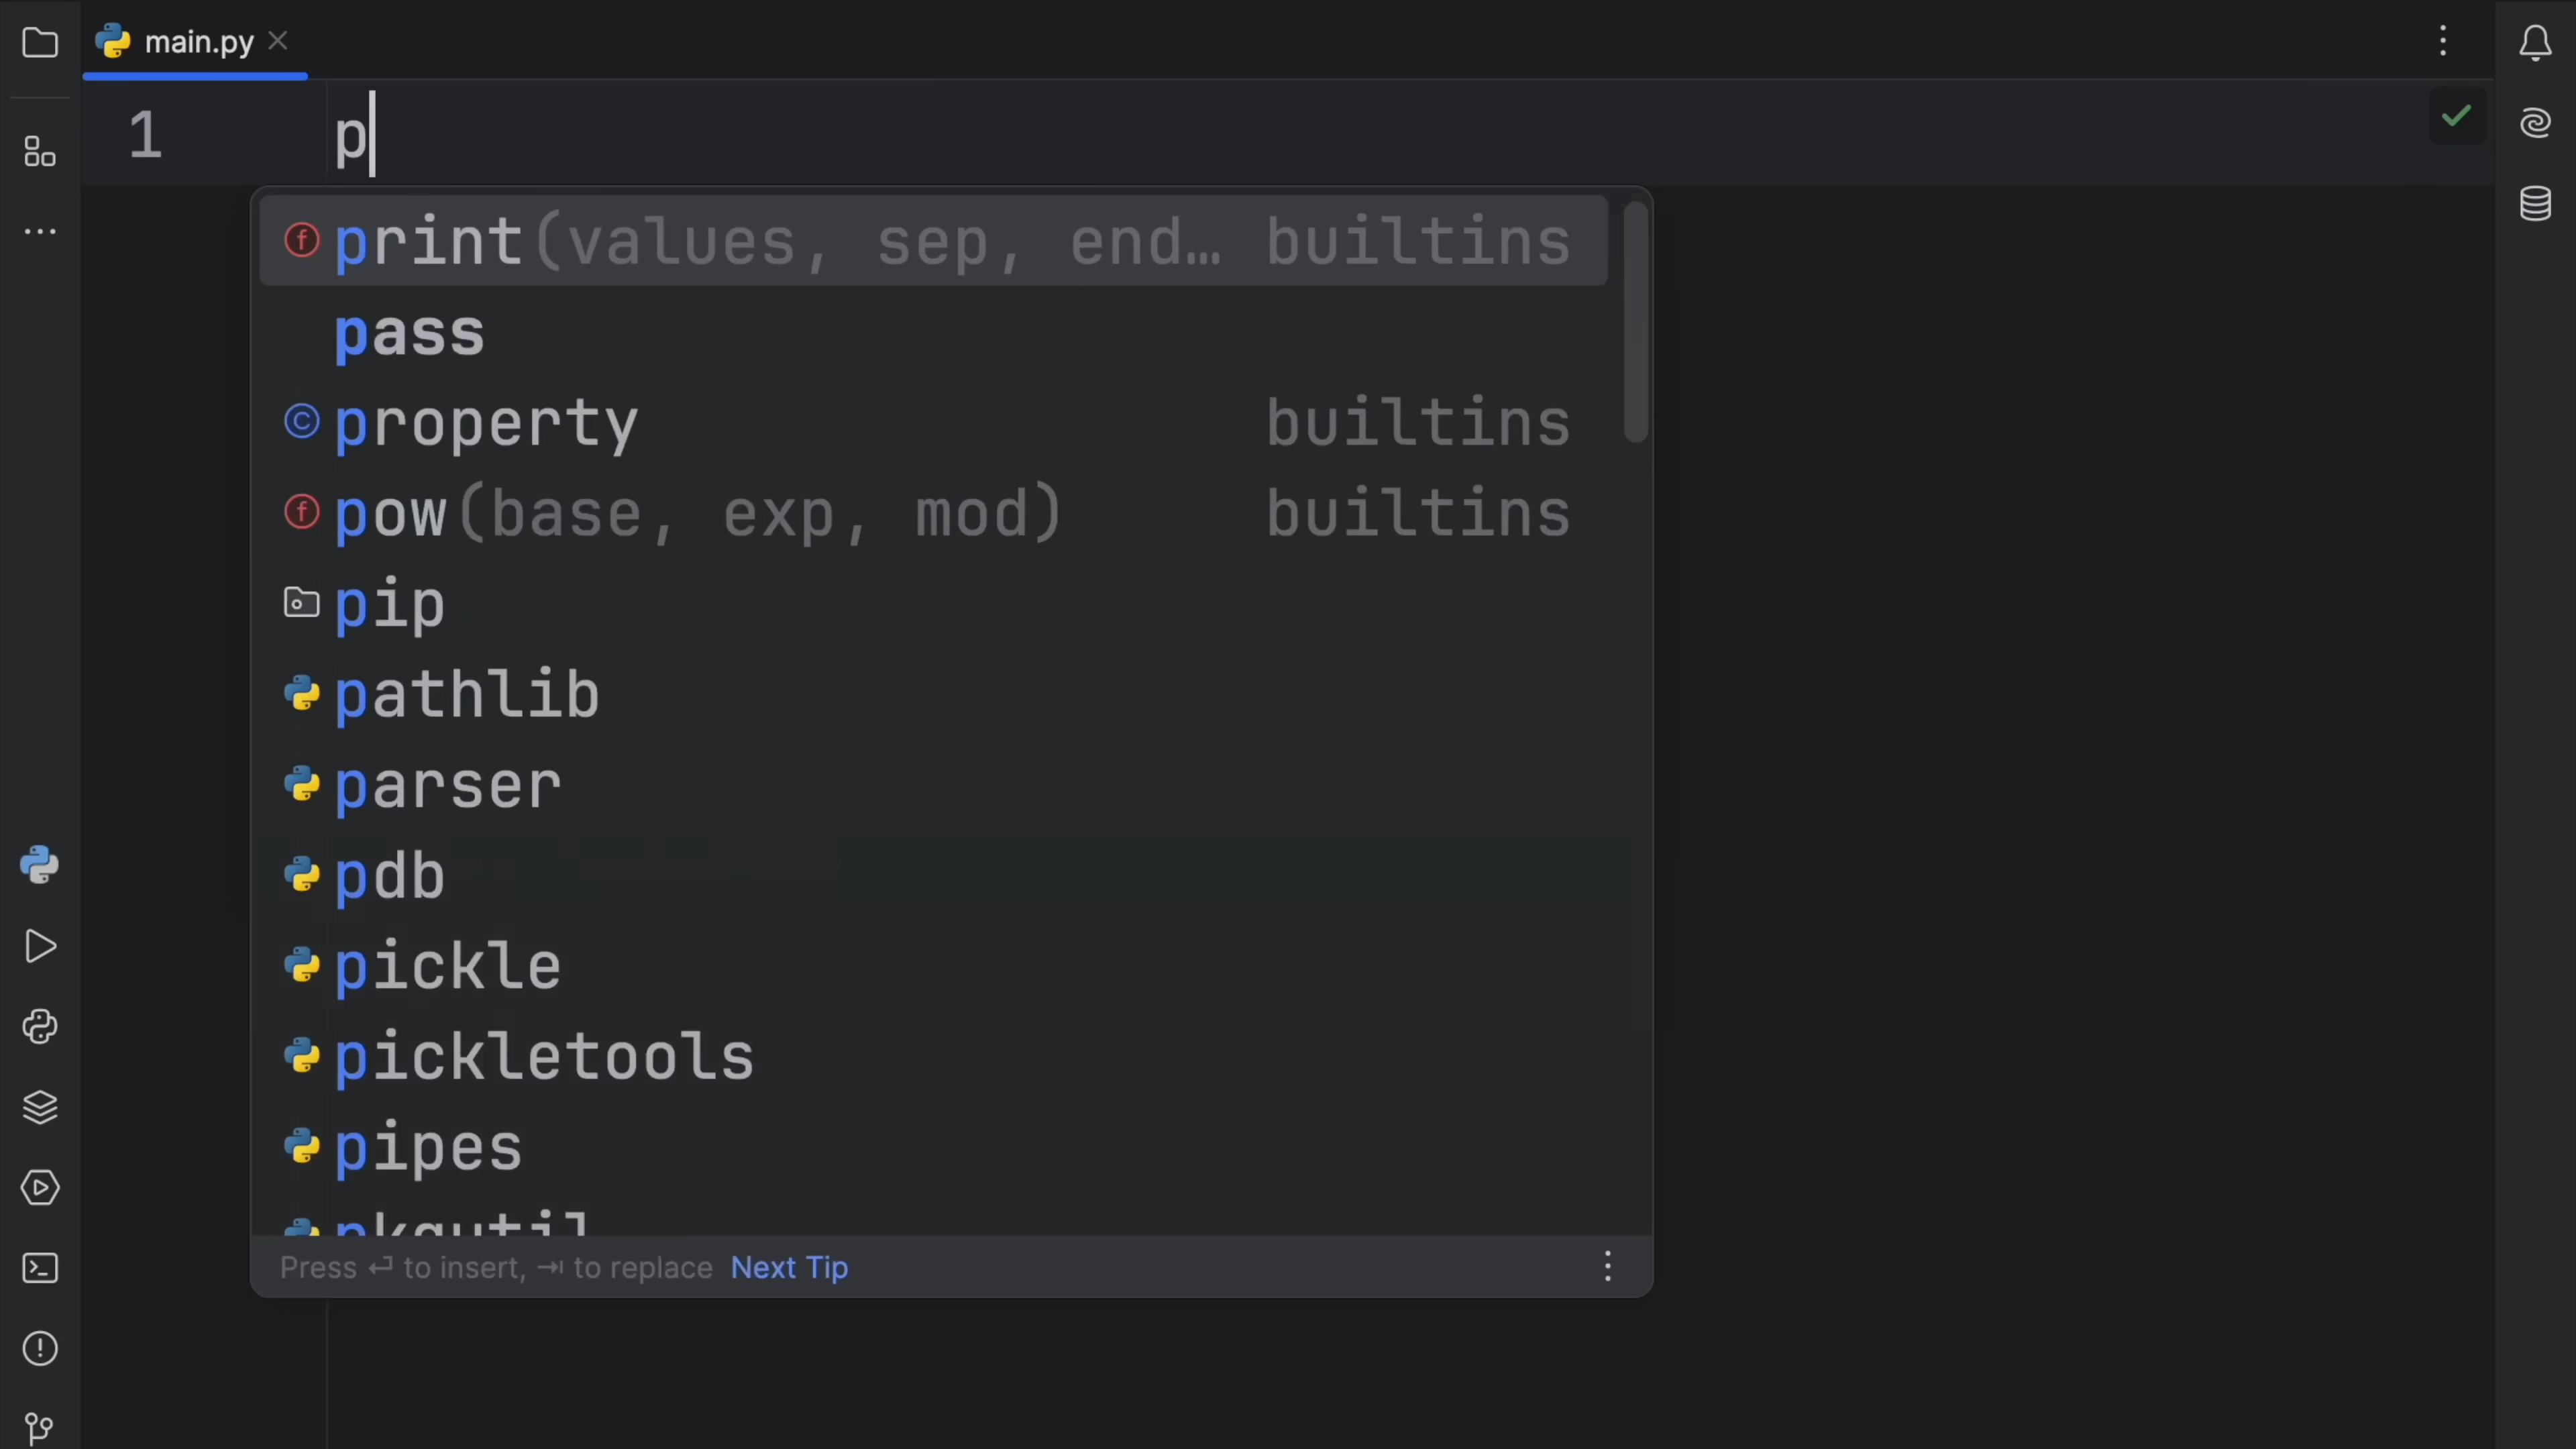 main.py
1 p
print(values, sep, end… builtins
pass
property builtins
pow(base, exp, mod) builtins
pip
pathlib
parser
pdb
pickle
pickletools
pipes
pkgutil
Press ↵ to insert, ⇥ to replace Next Tip